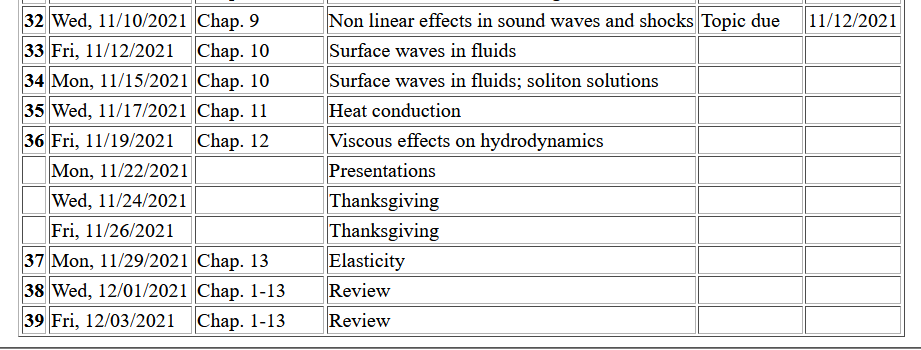 32 Wed, 11/10/2021 Chap. 9 Non linear effects in sound waves and shocks Topic due 11/12/2021
33 Fri, 11/12/2021 Chap. 10 Surface waves in fluids
34 Mon, 11/15/2021 Chap. 10 Surface waves in fluids; soliton solutions
35 Wed, 11/17/2021 Chap. 11 Heat conduction
36 Fri, 11/19/2021 Chap. 12 Viscous effects on hydrodynamics
Mon, 11/22/2021 Presentations
Wed, 11/24/2021 Thanksgiving
Fri, 11/26/2021 Thanksgiving
37 Mon, 11/29/2021 Chap. 13 Elasticity
38 Wed, 12/01/2021 Chap. 1-13 Review
39 Fri, 12/03/2021 Chap. 1-13 Review